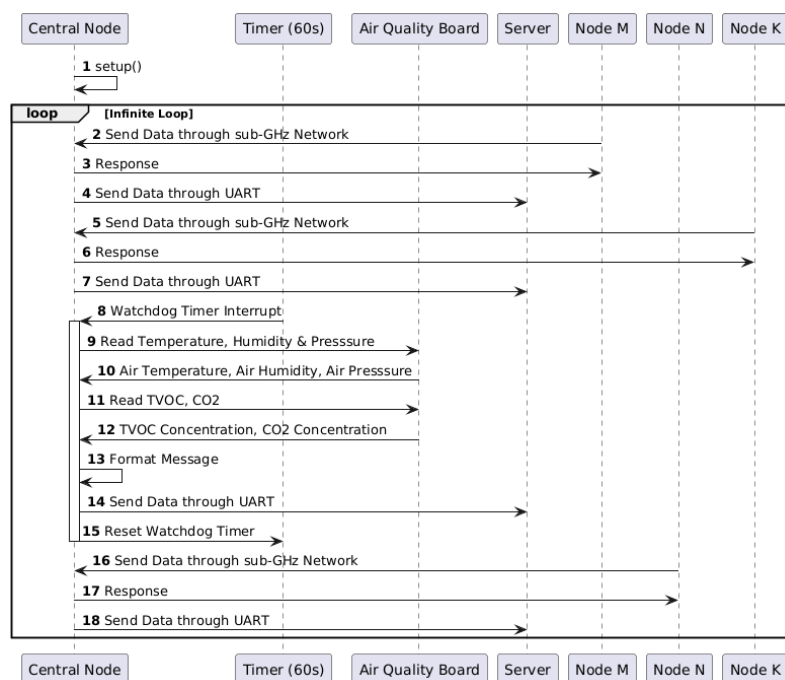 Central Node Timer (60s) Air Quality Board Server Node M Node N Node K
1 setup()
loop [Infinite Loop]
2 Send Data through sub-GHz Network
3 Response
4 Send Data through UART
5 Send Data through sub-GHz Network
6 Response
7 Send Data through UART
8 Watchdog Timer Interrupt
9 Read Temperature, Humidity & Presssure
10 Air Temperature, Air Humidity, Air Presssure
11 Read TVOC, CO2
12 TVOC Concentration, CO2 Concentration
13 Format Message
14 Send Data through UART
15 Reset Watchdog Timer
16 Send Data through sub-GHz Network
17 Response
18 Send Data through UART
Central Node Timer (60s) Air Quality Board Server Node M Node N Node K